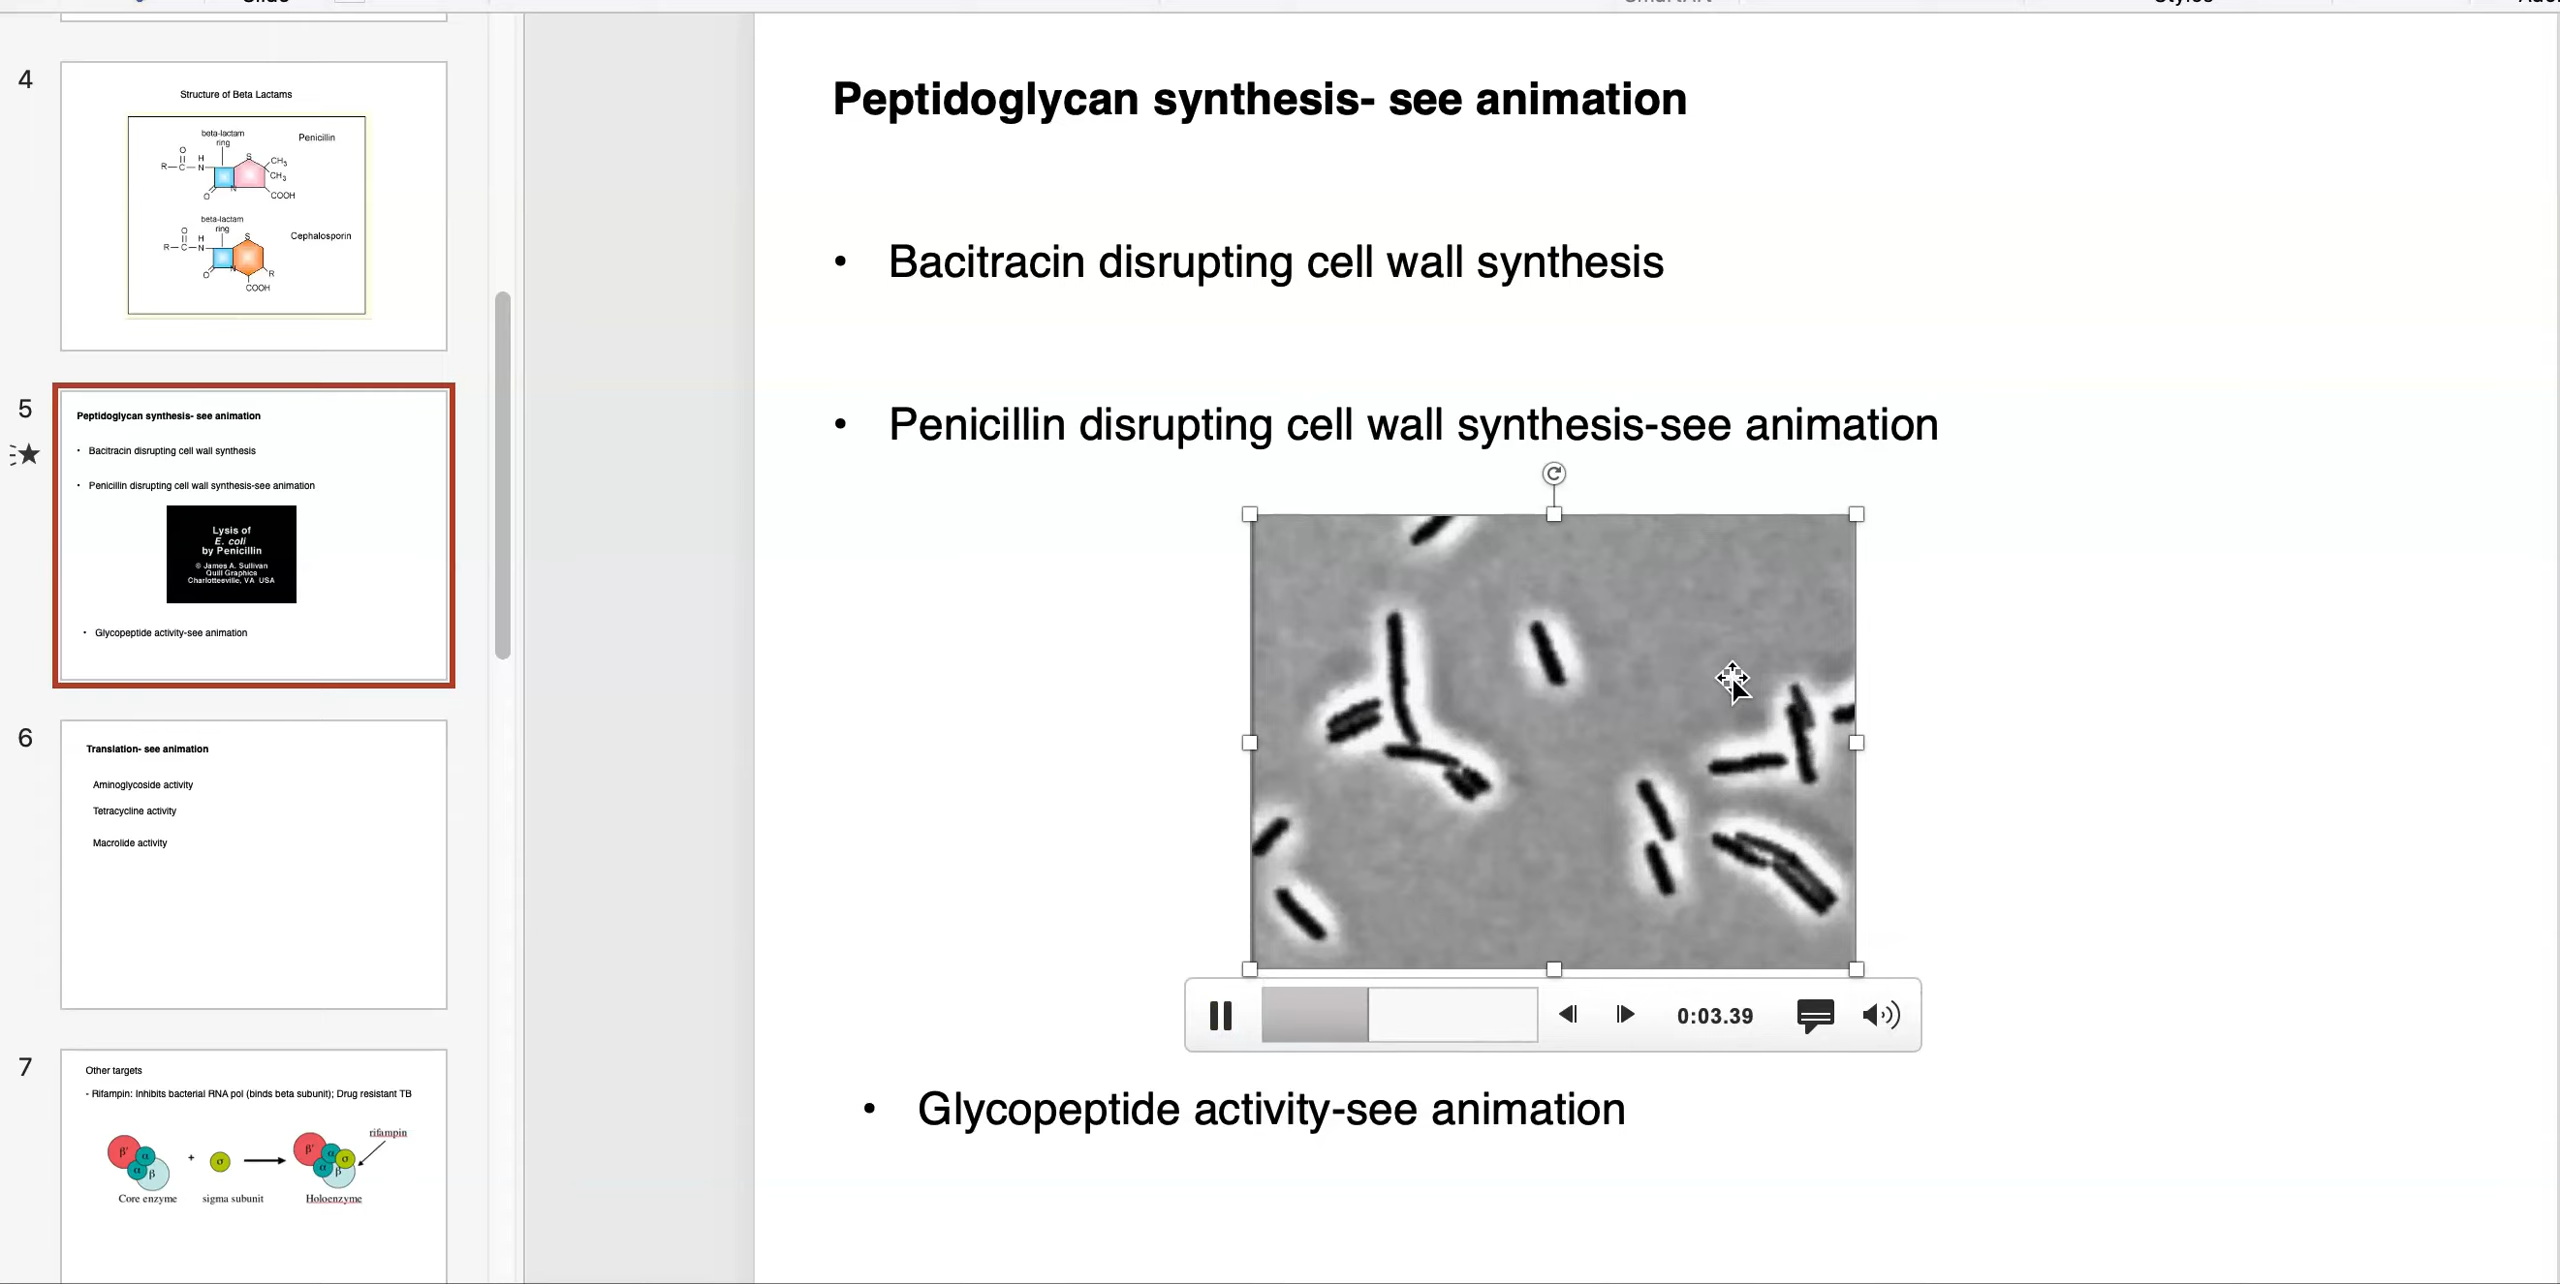 4
Structure of Beta Lactams
beta-lactam
ring
Penicillin
O
H
S
CH3
R
C
N
CH3
N
O
COOH
beta-lactam
ring
O
H
S
Cephalosporin
R
C
N
N
O
R
COOH
5
Peptidoglycan synthesis- see animation
• Bacitracin disrupting cell wall synthesis
• Penicillin disrupting cell wall synthesis-see animation
Lysis of
E. coli
by Penicillin
© James A. Sullivan
Quill Graphics
Charlottesville, VA USA
• Glycopeptide activity-see animation
6
Translation- see animation
Aminoglycoside activity
Tetracycline activity
Macrolide activity
7
Other targets
- Rifampin: Inhibits bacterial RNA pol (binds beta subunit); Drug resistant TB
rifampin
β'
α
α
β
+
σ
β'
α
σ
α
β
Core enzyme
sigma subunit
Holoenzyme
Peptidoglycan synthesis- see animation
• Bacitracin disrupting cell wall synthesis
• Penicillin disrupting cell wall synthesis-see animation
0:03.39
• Glycopeptide activity-see animation